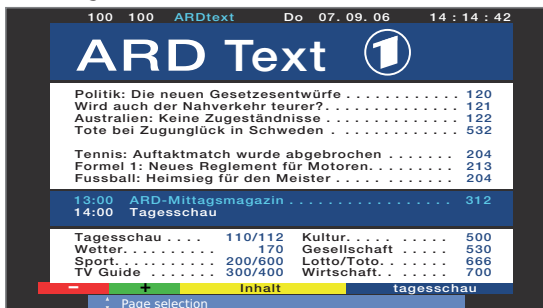 100 100 ARDtext Do 07. 09. 06 14 : 14 : 42
ARD Text 1
Politik: Die neuen Gesetzesentwürfe . . . . . . . . . . 120
Wird auch der Nahverkehr teurer?. . . . . . . . . . . . 121
Australien: Keine Zugeständnisse . . . . . . . . . . . . 122
Tote bei Zugunglück in Schweden . . . . . . . . . . . 532
Tennis: Auftaktmatch wurde abgebrochen . . . . . . . 204
Formel 1: Neues Reglement für Motoren. . . . . . . . 213
Fussball: Heimsieg für den Meister . . . . . . . . . . . 204
13:00 ARD-Mittagsmagazin . . . . . . . . . . . . . . . 312
14:00 Tagesschau
Tagesschau . . . . 110/112 Kultur. . . . . . . . 500
Wetter. . . . . . . . . . 170 Gesellschaft . . . . 530
Sport. . . . . . . . . 200/600 Lotto/Toto. . . . . 666
TV Guide . . . . . 300/400 Wirtschaft. . . . . . 700
− + Inhalt tagesschau
Page selection